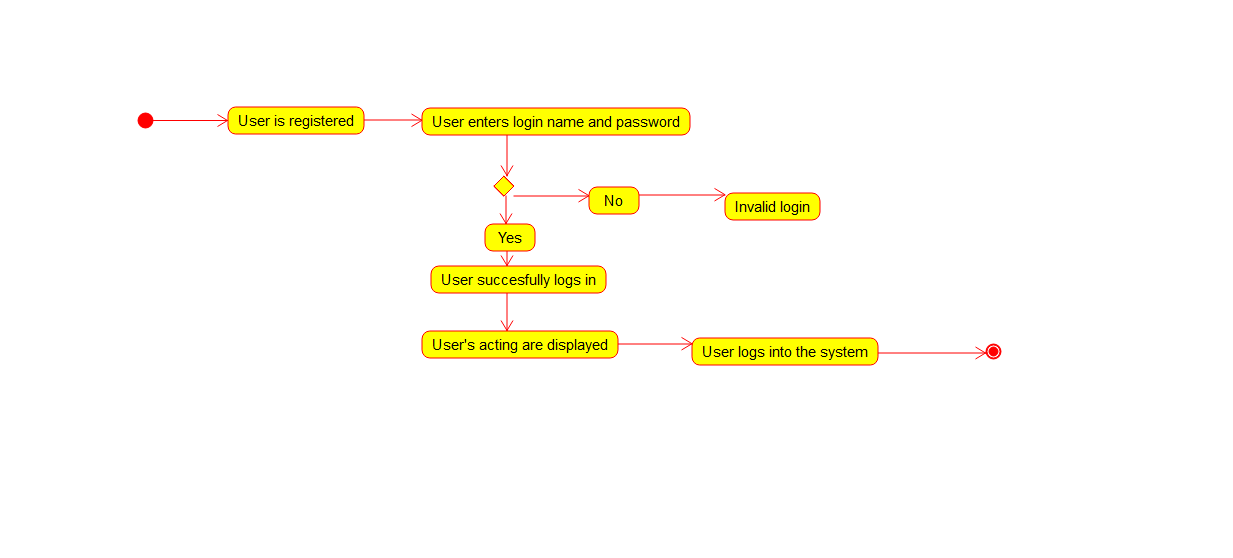 User is registered
User enters login name and password
No
Invalid login
Yes
User succesfully logs in
User's acting are displayed
User logs into the system